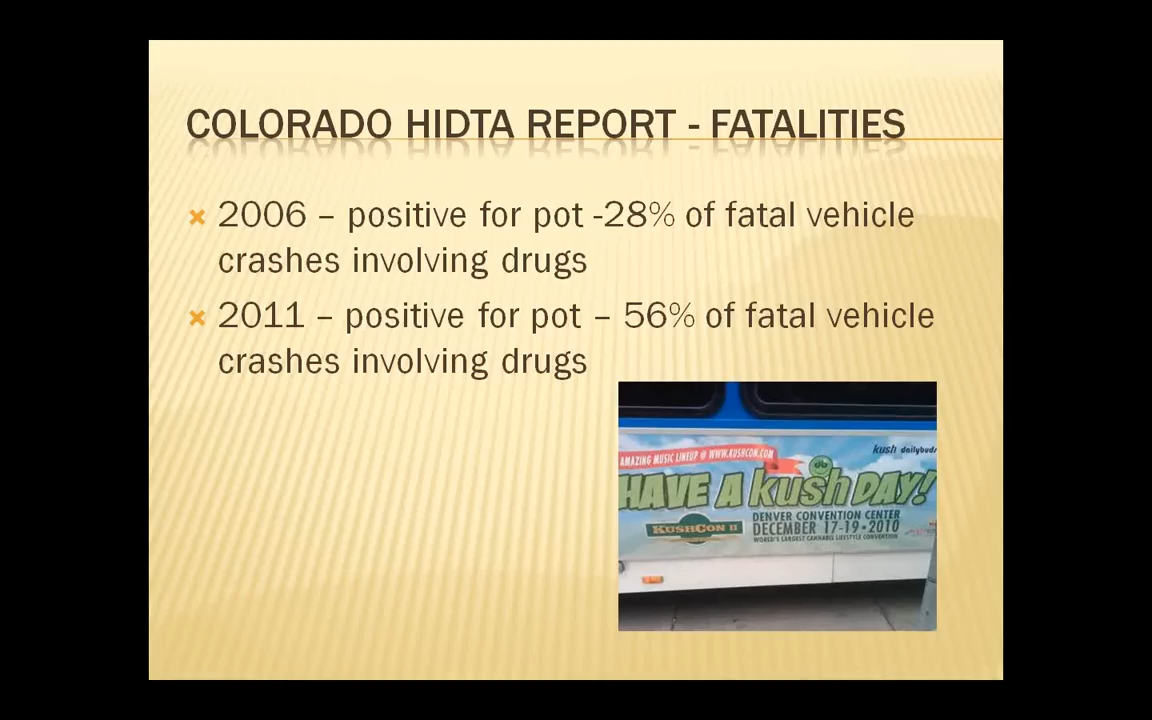 COLORADO HIDTA REPORT - FATALITIES
2006 – positive for pot -28% of fatal vehicle
crashes involving drugs
2011 – positive for pot – 56% of fatal vehicle
crashes involving drugs
AMAZING MUSIC LINEUP @ WWW.KUSHCON.COM
kush dailybuds
HAVE A kush DAY!
KUSHCON II
DENVER CONVENTION CENTER
DECEMBER 17-19 • 2010
WORLD'S LARGEST CANNABIS LIFESTYLE CONVENTION